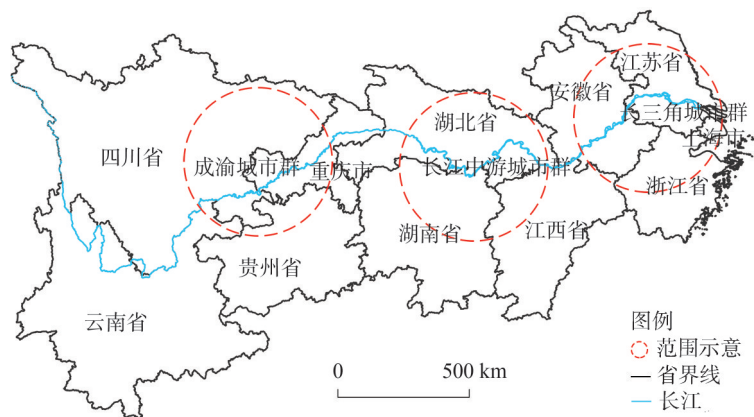 江苏省
安徽省
长三角城市群
上海市
湖北省
四川省
成渝城市群
重庆市
长江中游城市群
浙江省
湖南省
江西省
贵州省
云南省
图例
范围示意
省界线
长江
0
500 km